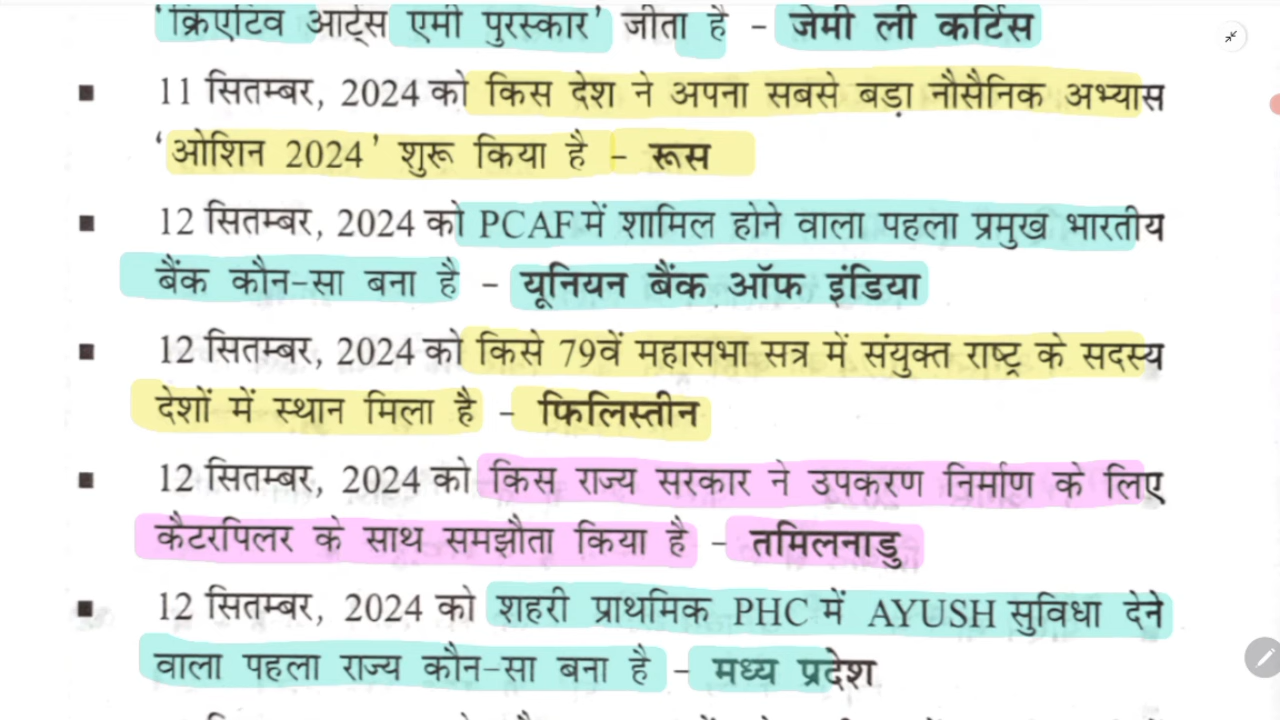 'क्रिएटिव आर्ट्स एमी पुरस्कार' जीता है - जेमी ली कर्टिस
▪ 11 सितम्बर, 2024 को किस देश ने अपना सबसे बड़ा नौसैनिक अभ्यास
'ओशिन 2024' शुरू किया है - रूस
▪ 12 सितम्बर, 2024 को PCAF में शामिल होने वाला पहला प्रमुख भारतीय
बैंक कौन-सा बना है - यूनियन बैंक ऑफ इंडिया
▪ 12 सितम्बर, 2024 को किसे 79वें महासभा सत्र में संयुक्त राष्ट्र के सदस्य
देशों में स्थान मिला है - फिलिस्तीन
▪ 12 सितम्बर, 2024 को किस राज्य सरकार ने उपकरण निर्माण के लिए
कैटरपिलर के साथ समझौता किया है - तमिलनाडु
▪ 12 सितम्बर, 2024 को शहरी प्राथमिक PHC में AYUSH सुविधा देने
वाला पहला राज्य कौन-सा बना है - मध्य प्रदेश